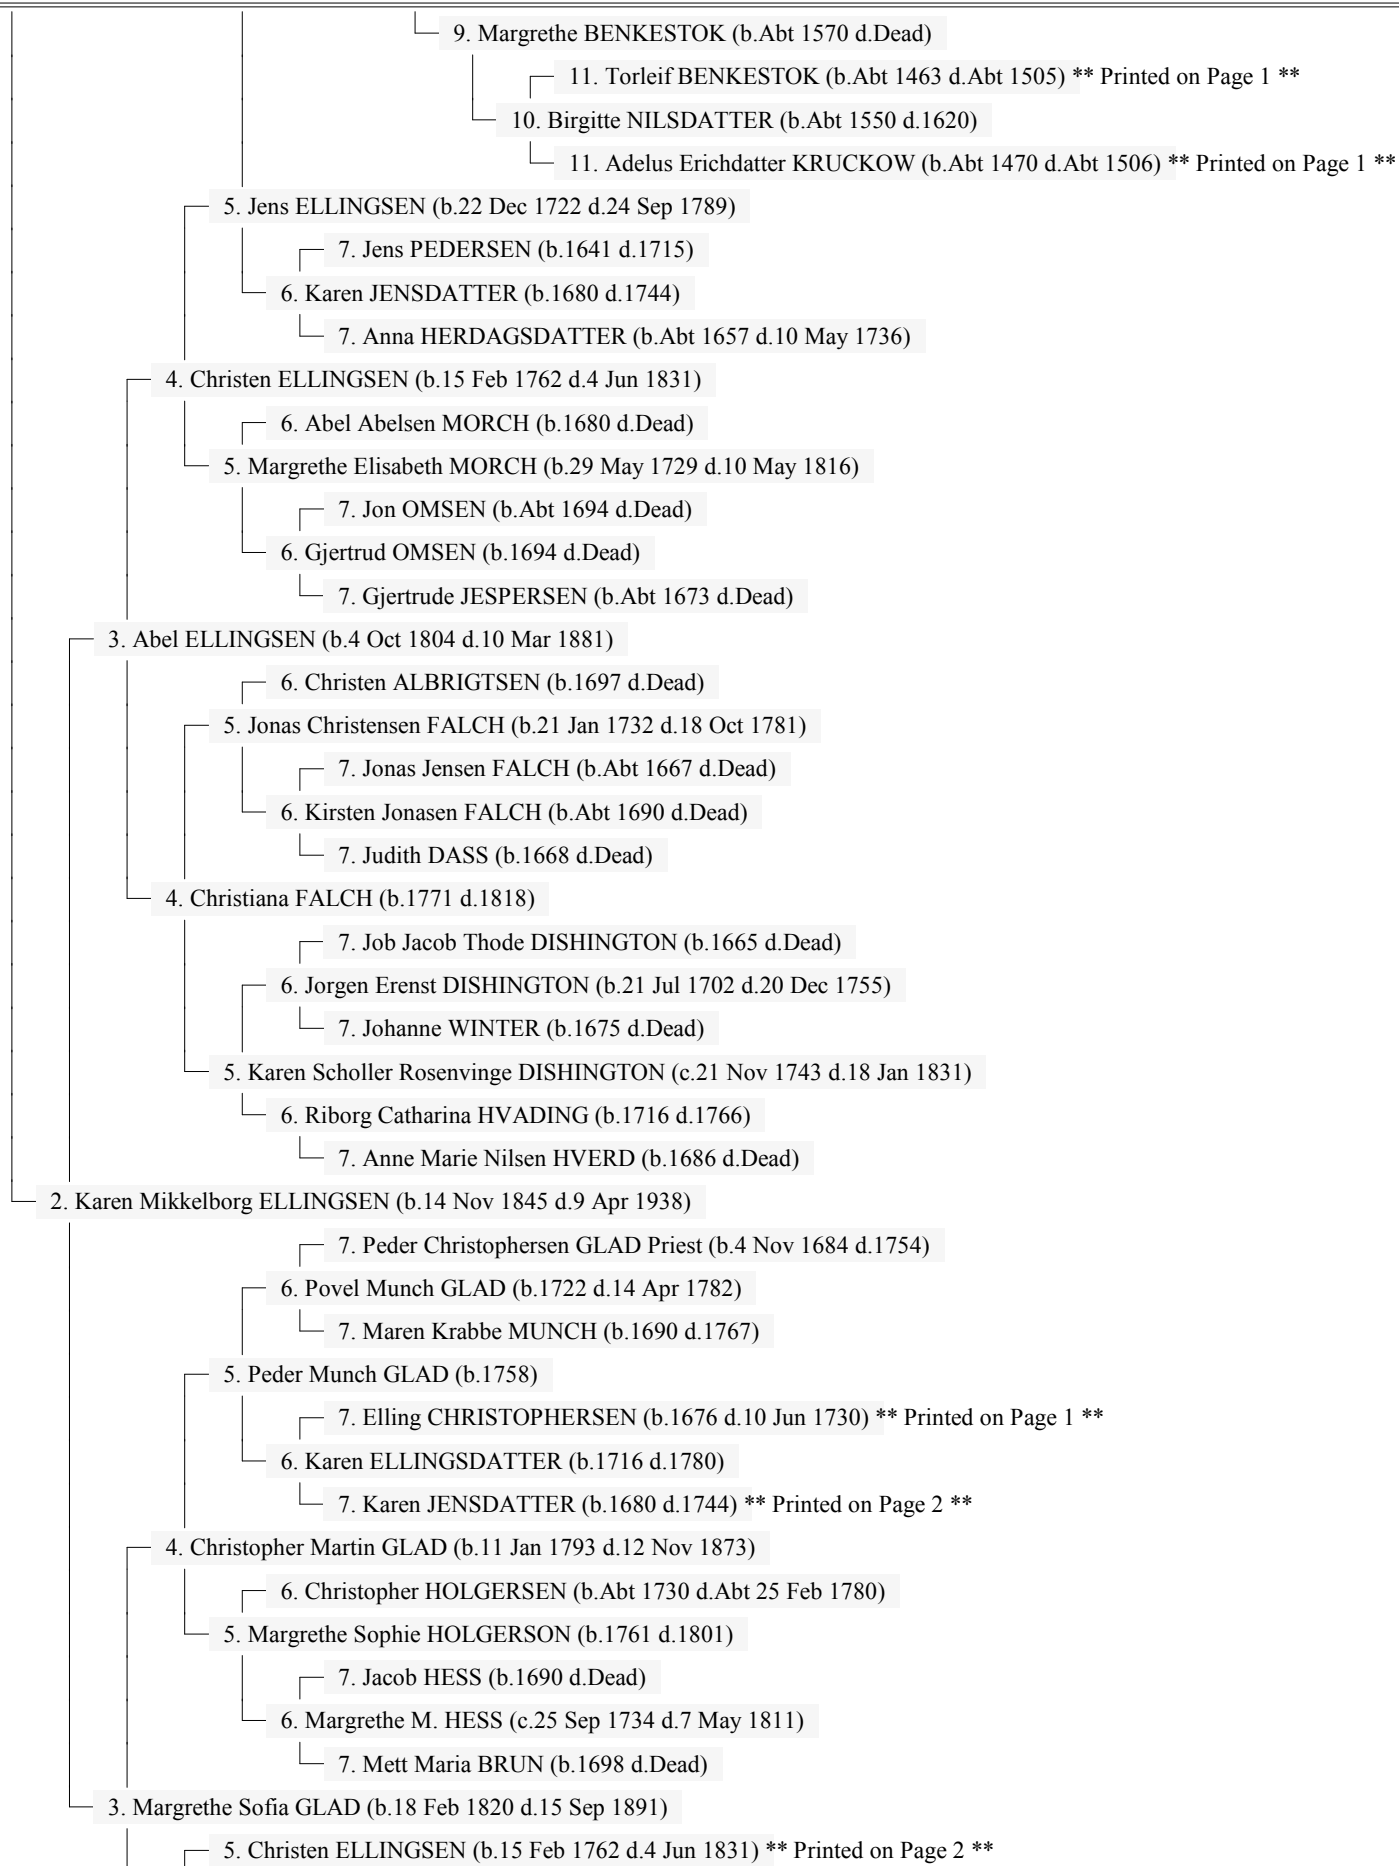 9. Margrethe BENKESTOK (b.Abt 1570 d.Dead)
11. Torleif BENKESTOK (b.Abt 1463 d.Abt 1505) ** Printed on Page 1 **
10. Birgitte NILSDATTER (b.Abt 1550 d.1620)
11. Adelus Erichdatter KRUCKOW (b.Abt 1470 d.Abt 1506) ** Printed on Page 1 **
5. Jens ELLINGSEN (b.22 Dec 1722 d.24 Sep 1789)
7. Jens PEDERSEN (b.1641 d.1715)
6. Karen JENSDATTER (b.1680 d.1744)
7. Anna HERDAGSDATTER (b.Abt 1657 d.10 May 1736)
4. Christen ELLINGSEN (b.15 Feb 1762 d.4 Jun 1831)
6. Abel Abelsen MORCH (b.1680 d.Dead)
5. Margrethe Elisabeth MORCH (b.29 May 1729 d.10 May 1816)
7. Jon OMSEN (b.Abt 1694 d.Dead)
6. Gjertrud OMSEN (b.1694 d.Dead)
7. Gjertrude JESPERSEN (b.Abt 1673 d.Dead)
3. Abel ELLINGSEN (b.4 Oct 1804 d.10 Mar 1881)
6. Christen ALBRIGTSEN (b.1697 d.Dead)
5. Jonas Christensen FALCH (b.21 Jan 1732 d.18 Oct 1781)
7. Jonas Jensen FALCH (b.Abt 1667 d.Dead)
6. Kirsten Jonasen FALCH (b.Abt 1690 d.Dead)
7. Judith DASS (b.1668 d.Dead)
4. Christiana FALCH (b.1771 d.1818)
7. Job Jacob Thode DISHINGTON (b.1665 d.Dead)
6. Jorgen Erenst DISHINGTON (b.21 Jul 1702 d.20 Dec 1755)
7. Johanne WINTER (b.1675 d.Dead)
5. Karen Scholler Rosenvinge DISHINGTON (c.21 Nov 1743 d.18 Jan 1831)
6. Riborg Catharina HVADING (b.1716 d.1766)
7. Anne Marie Nilsen HVERD (b.1686 d.Dead)
2. Karen Mikkelborg ELLINGSEN (b.14 Nov 1845 d.9 Apr 1938)
7. Peder Christophersen GLAD Priest (b.4 Nov 1684 d.1754)
6. Povel Munch GLAD (b.1722 d.14 Apr 1782)
7. Maren Krabbe MUNCH (b.1690 d.1767)
5. Peder Munch GLAD (b.1758)
7. Elling CHRISTOPHERSEN (b.1676 d.10 Jun 1730) ** Printed on Page 1 **
6. Karen ELLINGSDATTER (b.1716 d.1780)
7. Karen JENSDATTER (b.1680 d.1744) ** Printed on Page 2 **
4. Christopher Martin GLAD (b.11 Jan 1793 d.12 Nov 1873)
6. Christopher HOLGERSEN (b.Abt 1730 d.Abt 25 Feb 1780)
5. Margrethe Sophie HOLGERSON (b.1761 d.1801)
7. Jacob HESS (b.1690 d.Dead)
6. Margrethe M. HESS (c.25 Sep 1734 d.7 May 1811)
7. Mett Maria BRUN (b.1698 d.Dead)
3. Margrethe Sofia GLAD (b.18 Feb 1820 d.15 Sep 1891)
5. Christen ELLINGSEN (b.15 Feb 1762 d.4 Jun 1831) ** Printed on Page 2 **